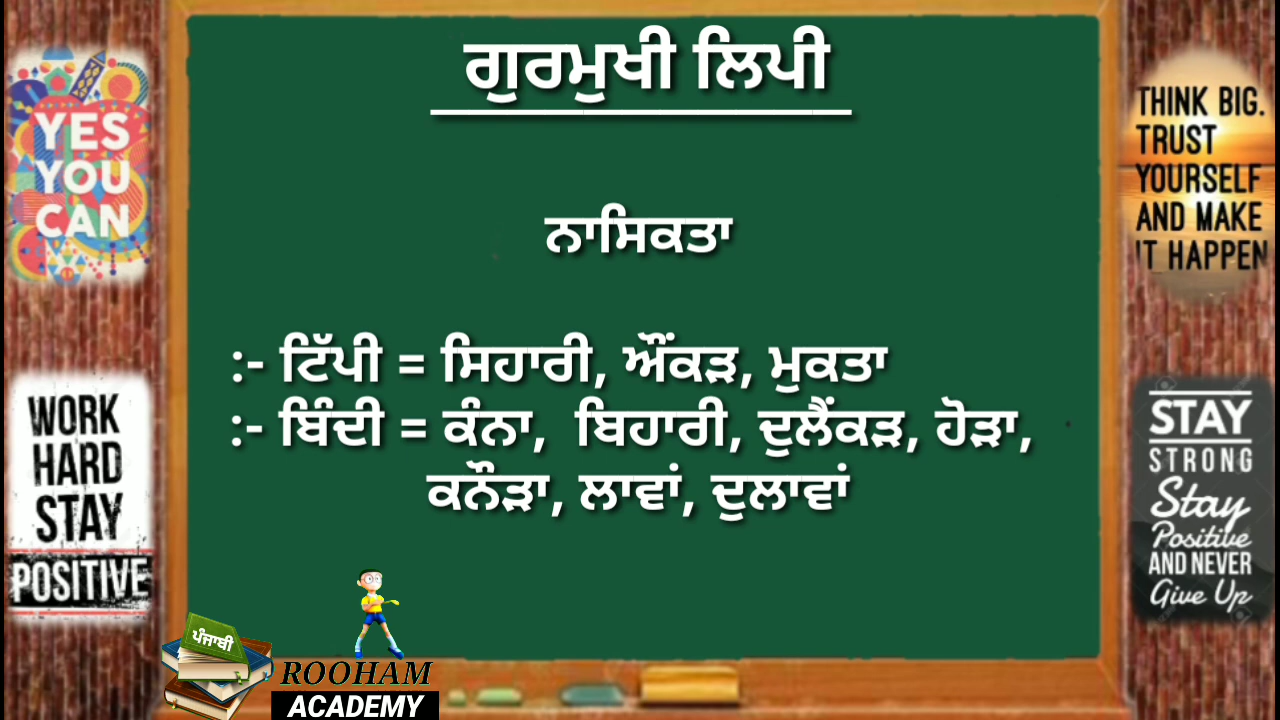 ਗੁਰਮੁਖੀ ਲਿਪੀ
ਨਾਸਿਕਤਾ
:- ਟਿੱਪੀ = ਸਿਹਾਰੀ, ਔਂਕੜ, ਮੁਕਤਾ
:- ਬਿੰਦੀ = ਕੰਨਾ, ਬਿਹਾਰੀ, ਦੁਲੈਂਕੜ, ਹੋੜਾ,
ਕਨੌੜਾ, ਲਾਵਾਂ, ਦੁਲਾਵਾਂ
YES
YOU
CAN
WORK
HARD
STAY
POSITIVE
THINK BIG.
TRUST
YOURSELF
AND MAKE
IT HAPPEN
STAY
STRONG
Stay
Positive
AND NEVER
Give Up
ਪੰਜਾਬੀ
ROOHAM
ACADEMY